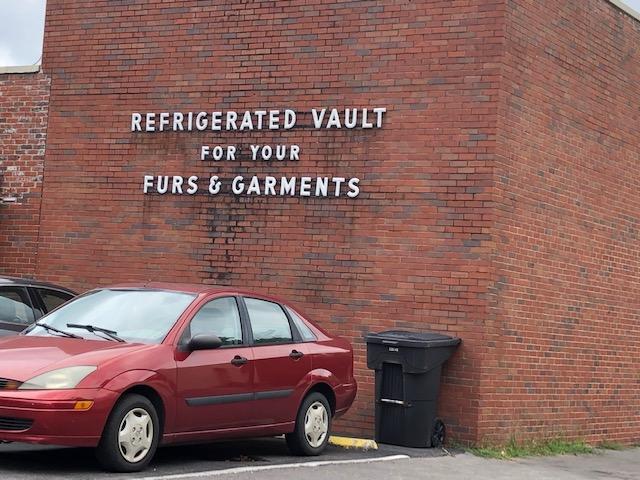 REFRIGERATED VAULT
FOR YOUR
FURS & GARMENTS